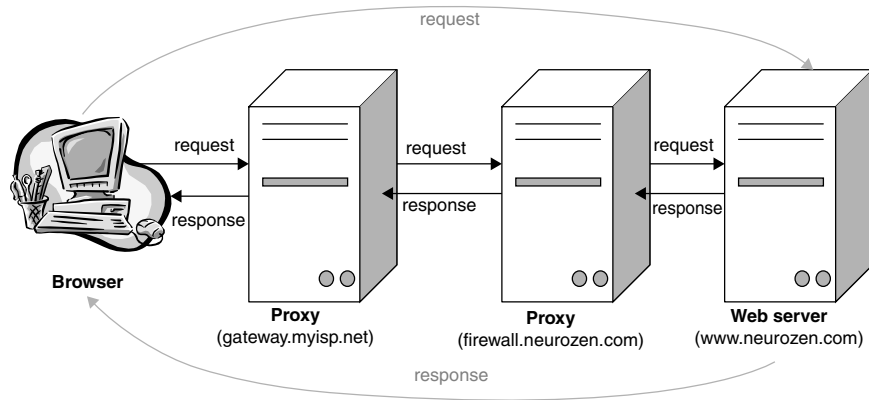 request
request
response
request
response
request
response
Browser
Proxy
(gateway.myisp.net)
Proxy
(firewall.neurozen.com)
Web server
(www.neurozen.com)
response